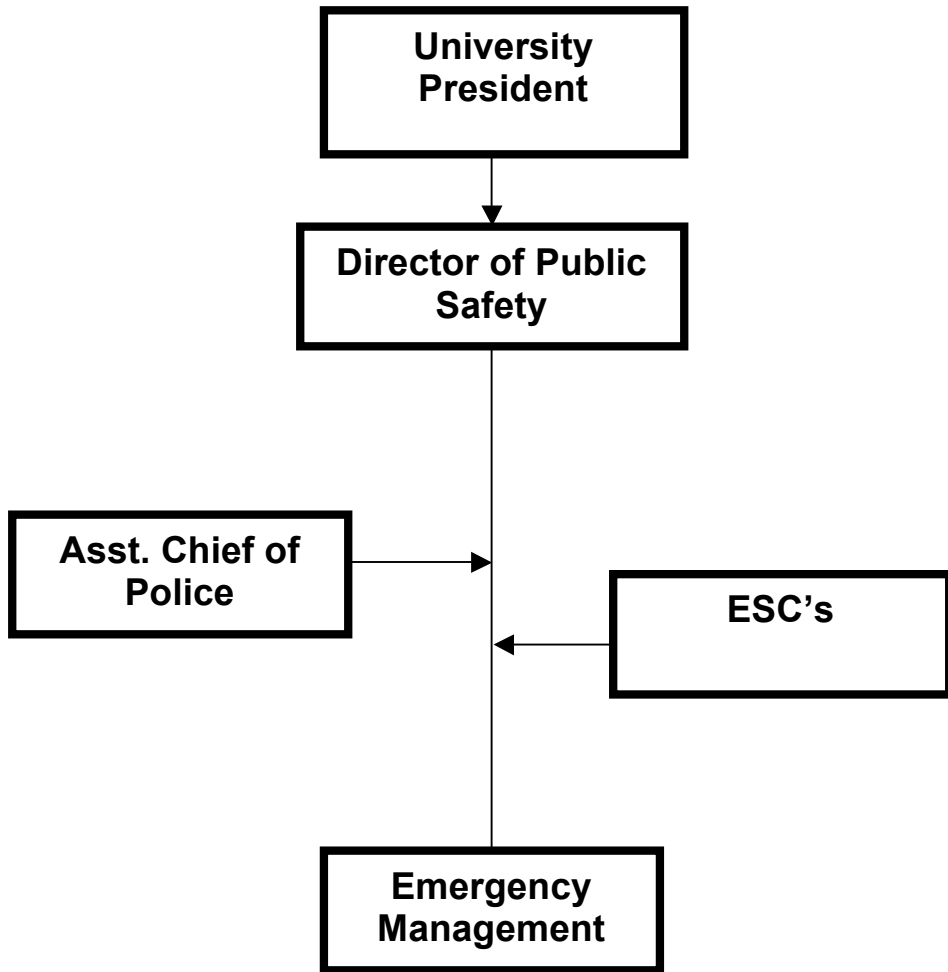 University
President
Director of Public
Safety
Asst. Chief of
Police
ESC’s
Emergency
Management